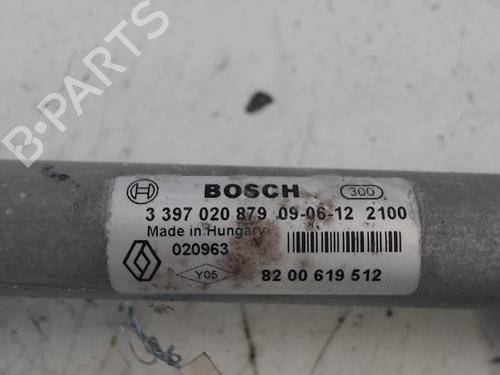 B-PARTS
BOSCH 300
3 397 020 879 09-06-12 2100
Made in Hungary
020963
Y05 82 00 619 512